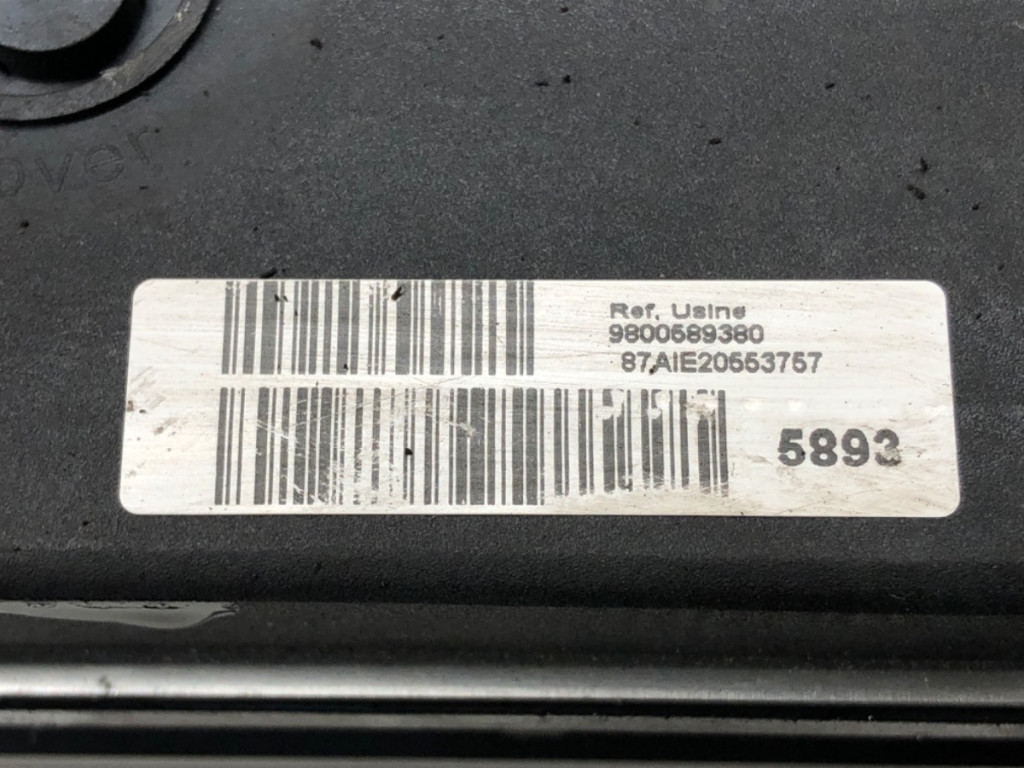 over
Ref. Usine
9800589380
87AIE20553757
5893